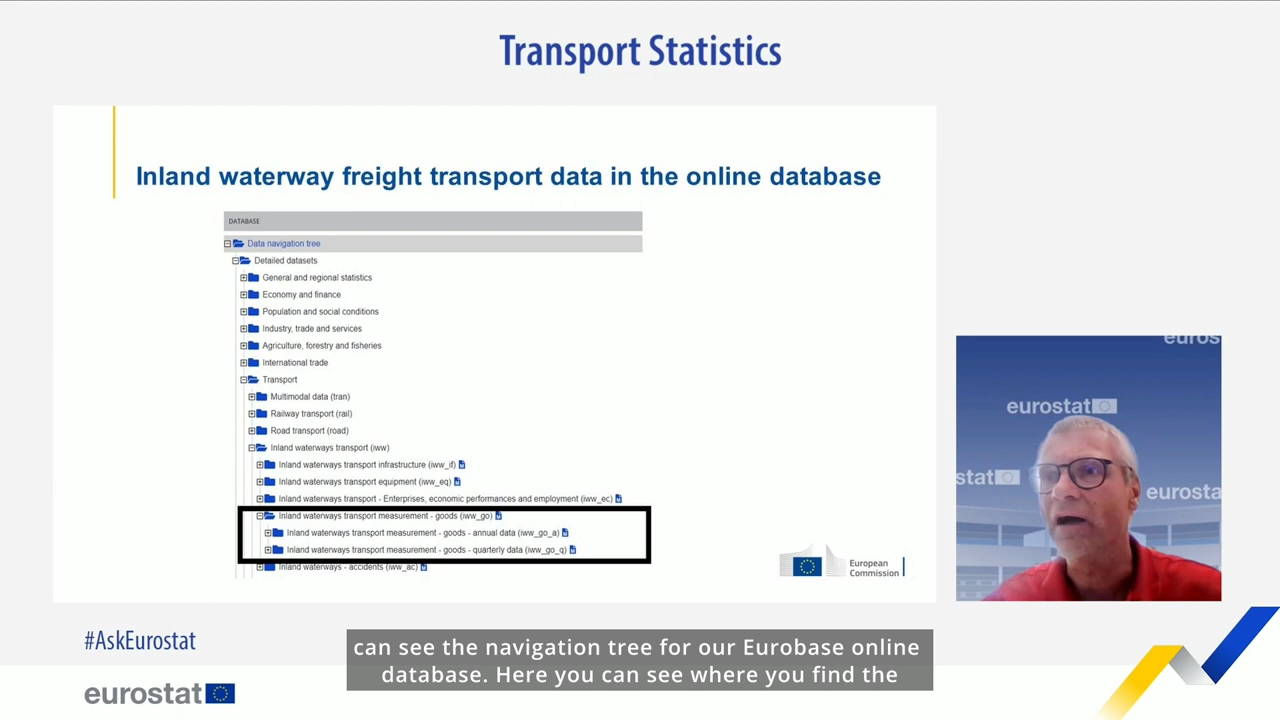 Transport Statistics
Inland waterway freight transport data in the online database
DATABASE
Data navigation tree
Detailed datasets
General and regional statistics
Economy and finance
Population and social conditions
Industry, trade and services
Agriculture, forestry and fisheries
International trade
Transport
Multimodal data (tran)
Railway transport (rail)
Road transport (road)
Inland waterways transport (iww)
Inland waterways transport infrastructure (iww_if)
Inland waterways transport equipment (iww_eq)
Inland waterways transport - Enterprises, economic performances and employment (iww_ec)
Inland waterways transport measurement - goods (iww_go)
Inland waterways transport measurement - goods - annual data (iww_go_a)
Inland waterways transport measurement - goods - quarterly data (iww_go_q)
Inland waterways - accidents (iww_ac)
European
Commission
euros
eurostat
stat
eurosta
#AskEurostat
can see the navigation tree for our Eurobase online
database. Here you can see where you find the
eurostat